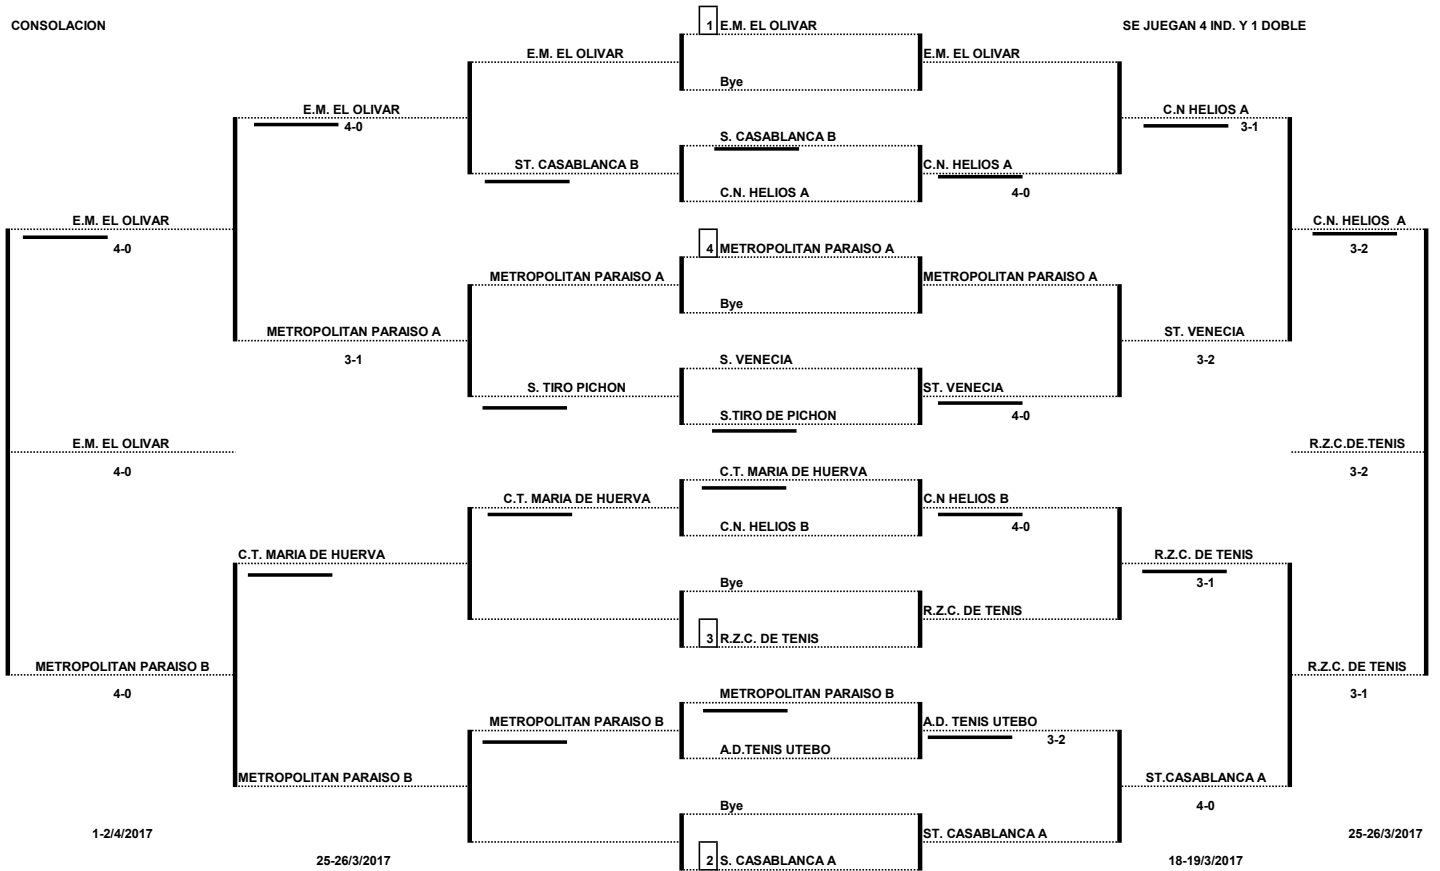 CONSOLACION
1 E.M. EL OLIVAR
SE JUEGAN 4 IND. Y 1 DOBLE
E.M. EL OLIVAR
E.M. EL OLIVAR
Bye
E.M. EL OLIVAR
4-0
C.N HELIOS A
3-1
S. CASABLANCA B
ST. CASABLANCA B
C.N. HELIOS A
C.N. HELIOS A
4-0
E.M. EL OLIVAR
4-0
C.N. HELIOS  A
3-2
4 METROPOLITAN PARAISO A
METROPOLITAN PARAISO A
METROPOLITAN PARAISO A
Bye
METROPOLITAN PARAISO A
3-1
ST. VENECIA
3-2
S. VENECIA
S. TIRO PICHON
ST. VENECIA
S.TIRO DE PICHON
4-0
E.M. EL OLIVAR
4-0
R.Z.C.DE.TENIS
3-2
C.T. MARIA DE HUERVA
C.T. MARIA DE HUERVA
C.N HELIOS B
C.N. HELIOS B
4-0
C.T. MARIA DE HUERVA
R.Z.C. DE TENIS
3-1
Bye
R.Z.C. DE TENIS
3 R.Z.C. DE TENIS
METROPOLITAN PARAISO B
4-0
R.Z.C. DE TENIS
3-1
METROPOLITAN PARAISO B
METROPOLITAN PARAISO B
A.D. TENIS UTEBO
3-2
A.D.TENIS UTEBO
METROPOLITAN PARAISO B
ST.CASABLANCA A
4-0
Bye
ST. CASABLANCA A
2 S. CASABLANCA A
1-2/4/2017
25-26/3/2017
18-19/3/2017
25-26/3/2017